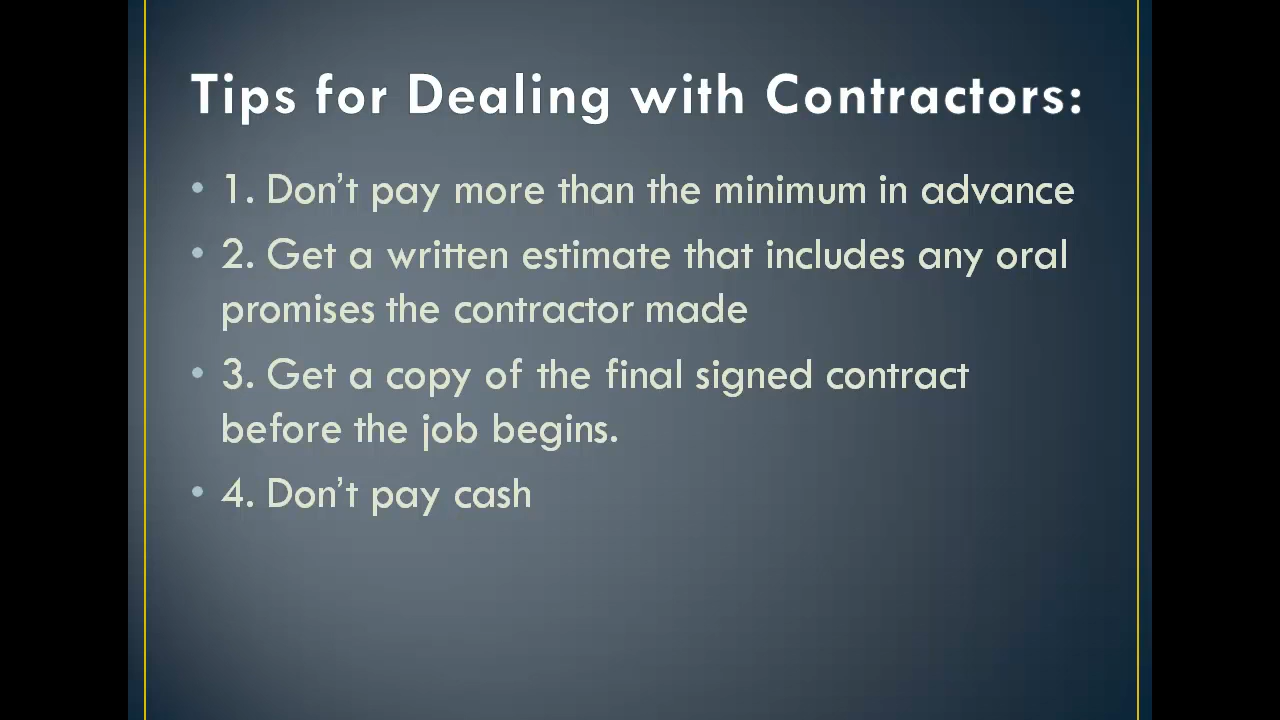 Tips for Dealing with Contractors:
• 1. Don’t pay more than the minimum in advance
• 2. Get a written estimate that includes any oral
promises the contractor made
• 3. Get a copy of the final signed contract
before the job begins.
• 4. Don’t pay cash